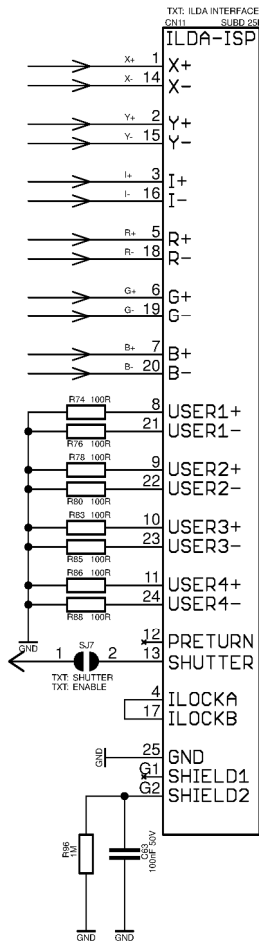 TXT: ILDA INTERFACE
CN11 SUBD 25
ILDA-ISP
X+ 1 X+
X- 14 X-
Y+ 2 Y+
Y- 15 Y-
I+ 3 I+
I- 16 I-
R+ 5 R+
R- 18 R-
G+ 6 G+
G- 19 G-
B+ 7 B+
B- 20 B-
R74 100R 8 USER1+
R76 100R 21 USER1-
R78 100R 9 USER2+
R80 100R 22 USER2-
R83 100R 10 USER3+
R85 100R 23 USER3-
R86 100R 11 USER4+
R88 100R 24 USER4-
GND
12 PRETURN
1 SJ7 2 13 SHUTTER
TXT: SHUTTER
TXT: ENABLE
4 ILOCKA
17 ILOCKB
GND 25 GND
G1 SHIELD1
G2 SHIELD2
R96
1M
C63
100nF 50V
GND GND